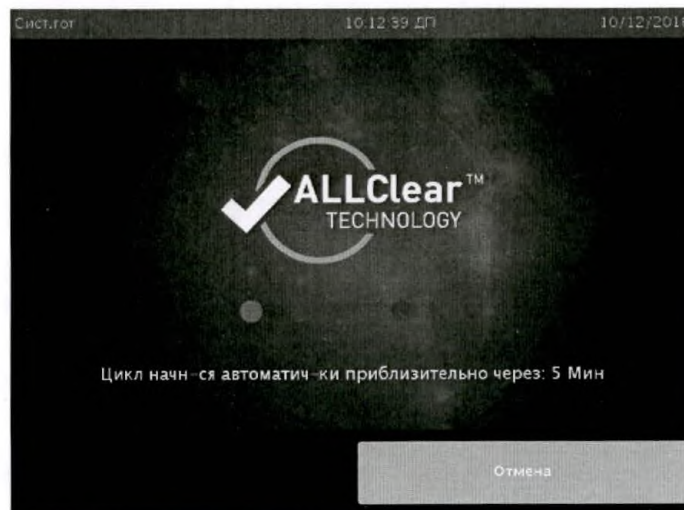 Сист.гот 10:12:39 ДП 10/12/2016
ALLClear™
TECHNOLOGY
Цикл начн-ся автоматич-ки приблизительно через: 5 Мин
Отмена